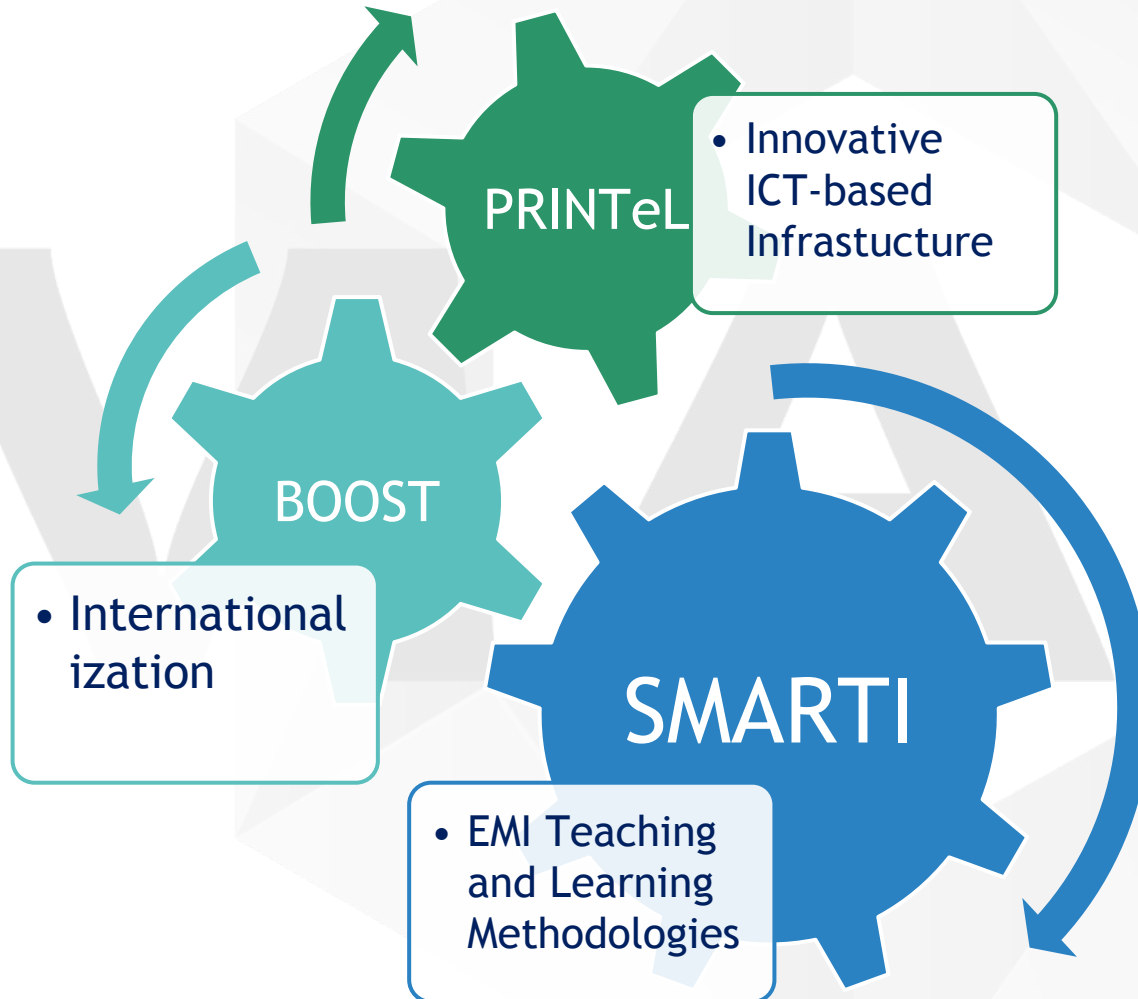 PRINTeL
• Innovative
ICT-based
Infrastucture
BOOST
• International
ization
SMARTI
• EMI Teaching
and Learning
Methodologies